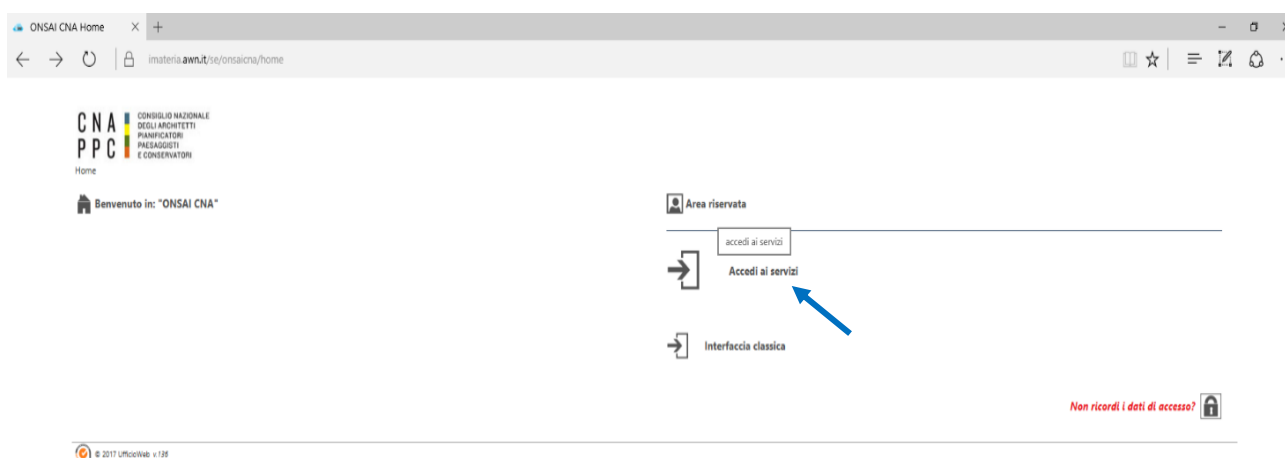 ONSAI CNA Home
imateria.awn.it/se/onsaicna/home
CNA
PPC
CONSIGLIO NAZIONALE
DEGLI ARCHITETTI
PIANIFICATORI
PAESAGGISTI
E CONSERVATORI
Home
Benvenuto in: "ONSAI CNA"
Area riservata
accedi ai servizi
Accedi ai servizi
Interfaccia classica
Non ricordi i dati di accesso?
© 2017 UfficioWeb v.136